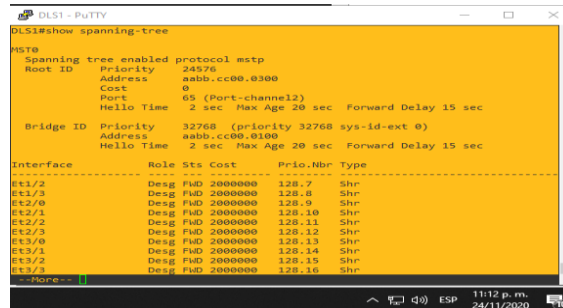 DLS1 - PuTTY
DLS1#show spanning-tree
MST0
Spanning tree enabled protocol mstp
Root ID Priority 24576
Address aabb.cc00.0300
Cost 0
Port 65 (Port-channel2)
Hello Time 2 sec Max Age 20 sec Forward Delay 15 sec
Bridge ID Priority 32768 (priority 32768 sys-id-ext 0)
Address aabb.cc00.0100
Hello Time 2 sec Max Age 20 sec Forward Delay 15 sec
Interface Role Sts Cost Prio.Nbr Type
Et1/2 Desg FWD 2000000 128.7 Shr
Et1/3 Desg FWD 2000000 128.8 Shr
Et2/0 Desg FWD 2000000 128.9 Shr
Et2/1 Desg FWD 2000000 128.10 Shr
Et2/2 Desg FWD 2000000 128.11 Shr
Et2/3 Desg FWD 2000000 128.12 Shr
Et3/0 Desg FWD 2000000 128.13 Shr
Et3/1 Desg FWD 2000000 128.14 Shr
Et3/2 Desg FWD 2000000 128.15 Shr
Et3/3 Desg FWD 2000000 128.16 Shr
--More--
ESP
11:12 p. m.
24/11/2020